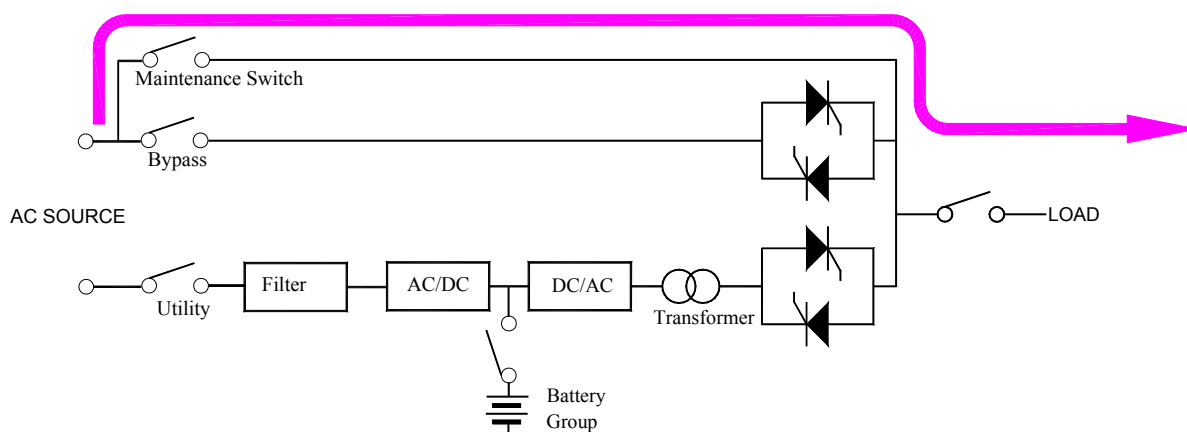 Maintenance Switch
Bypass
AC SOURCE
LOAD
Utility
Filter
AC/DC
DC/AC
Transformer
Battery
Group